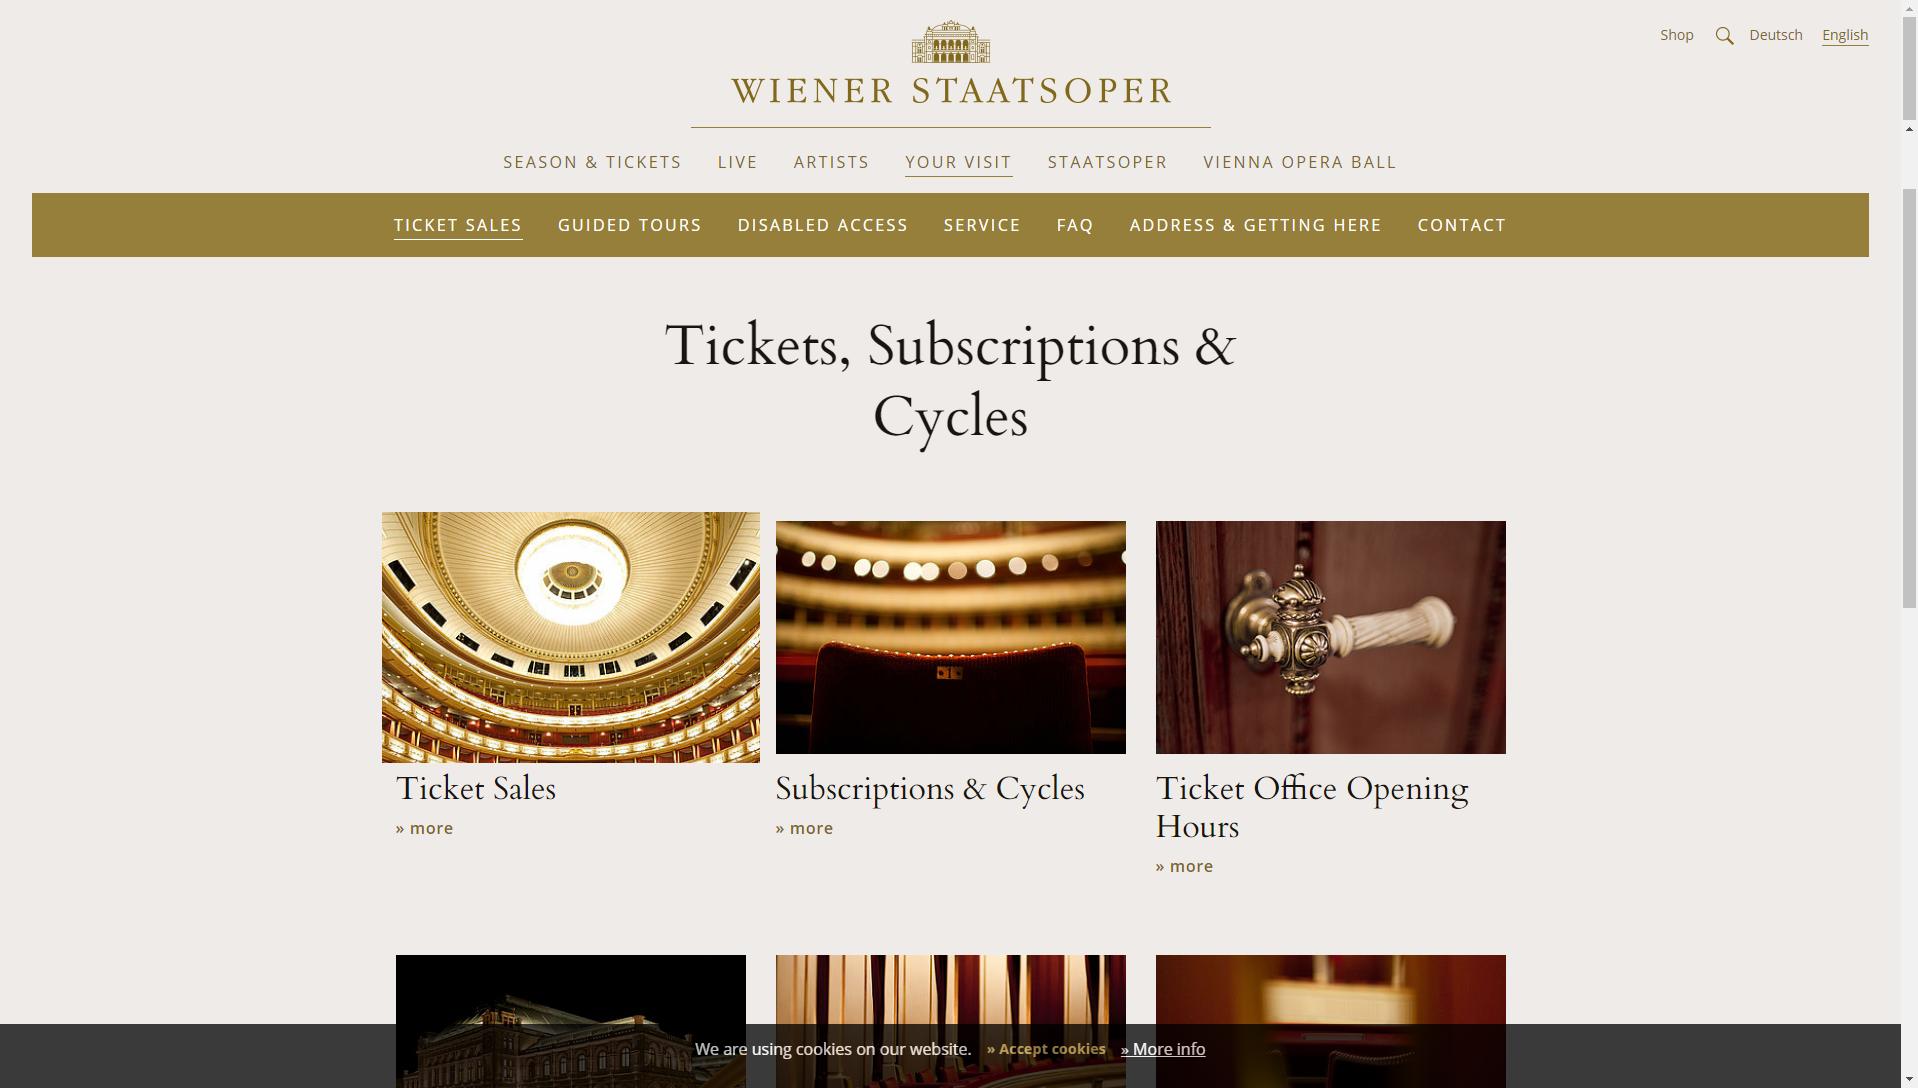 Shop
Deutsch
English
WIENER STAATSOPER
SEASON & TICKETS
LIVE
ARTISTS
YOUR VISIT
STAATSOPER
VIENNA OPERA BALL
TICKET SALES
GUIDED TOURS
DISABLED ACCESS
SERVICE
FAQ
ADDRESS & GETTING HERE
CONTACT
Tickets, Subscriptions &
Cycles
Ticket Sales
» more
Subscriptions & Cycles
» more
Ticket Office Opening
Hours
» more
We are using cookies on our website. » Accept cookies » More info